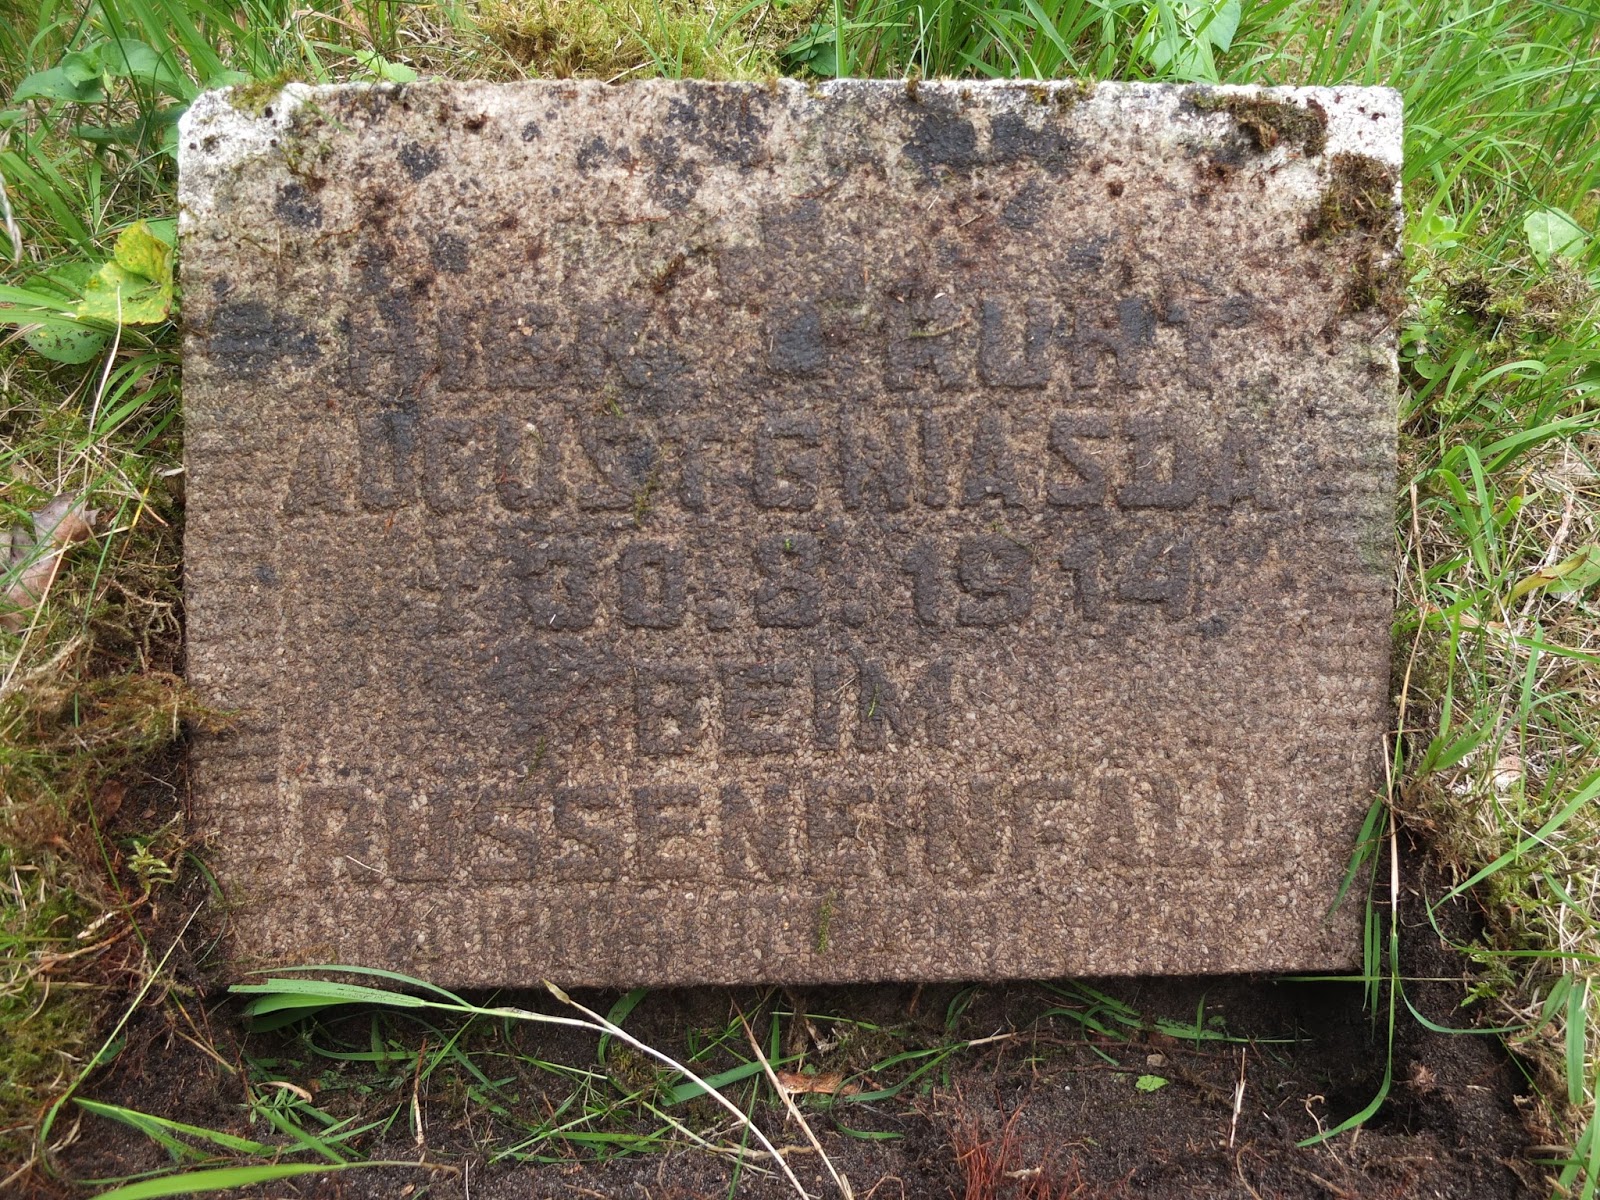 HIER RUHT
AUGUST GNIASDA
30.8.1914
BEIM
RUSSENEINFALL